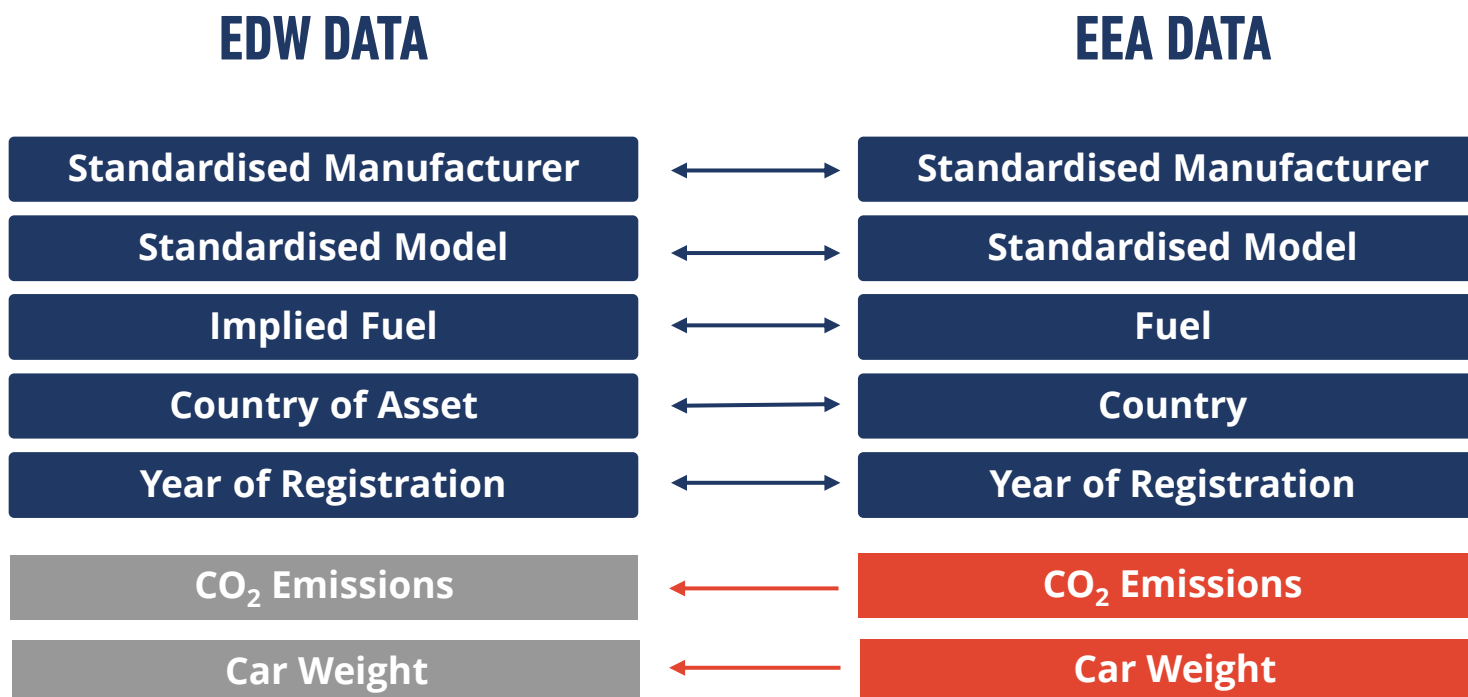 EDW DATA
EEA DATA
Standardised Manufacturer
Standardised Manufacturer
Standardised Model
Standardised Model
Implied Fuel
Fuel
Country of Asset
Country
Year of Registration
Year of Registration
CO₂ Emissions
CO₂ Emissions
Car Weight
Car Weight